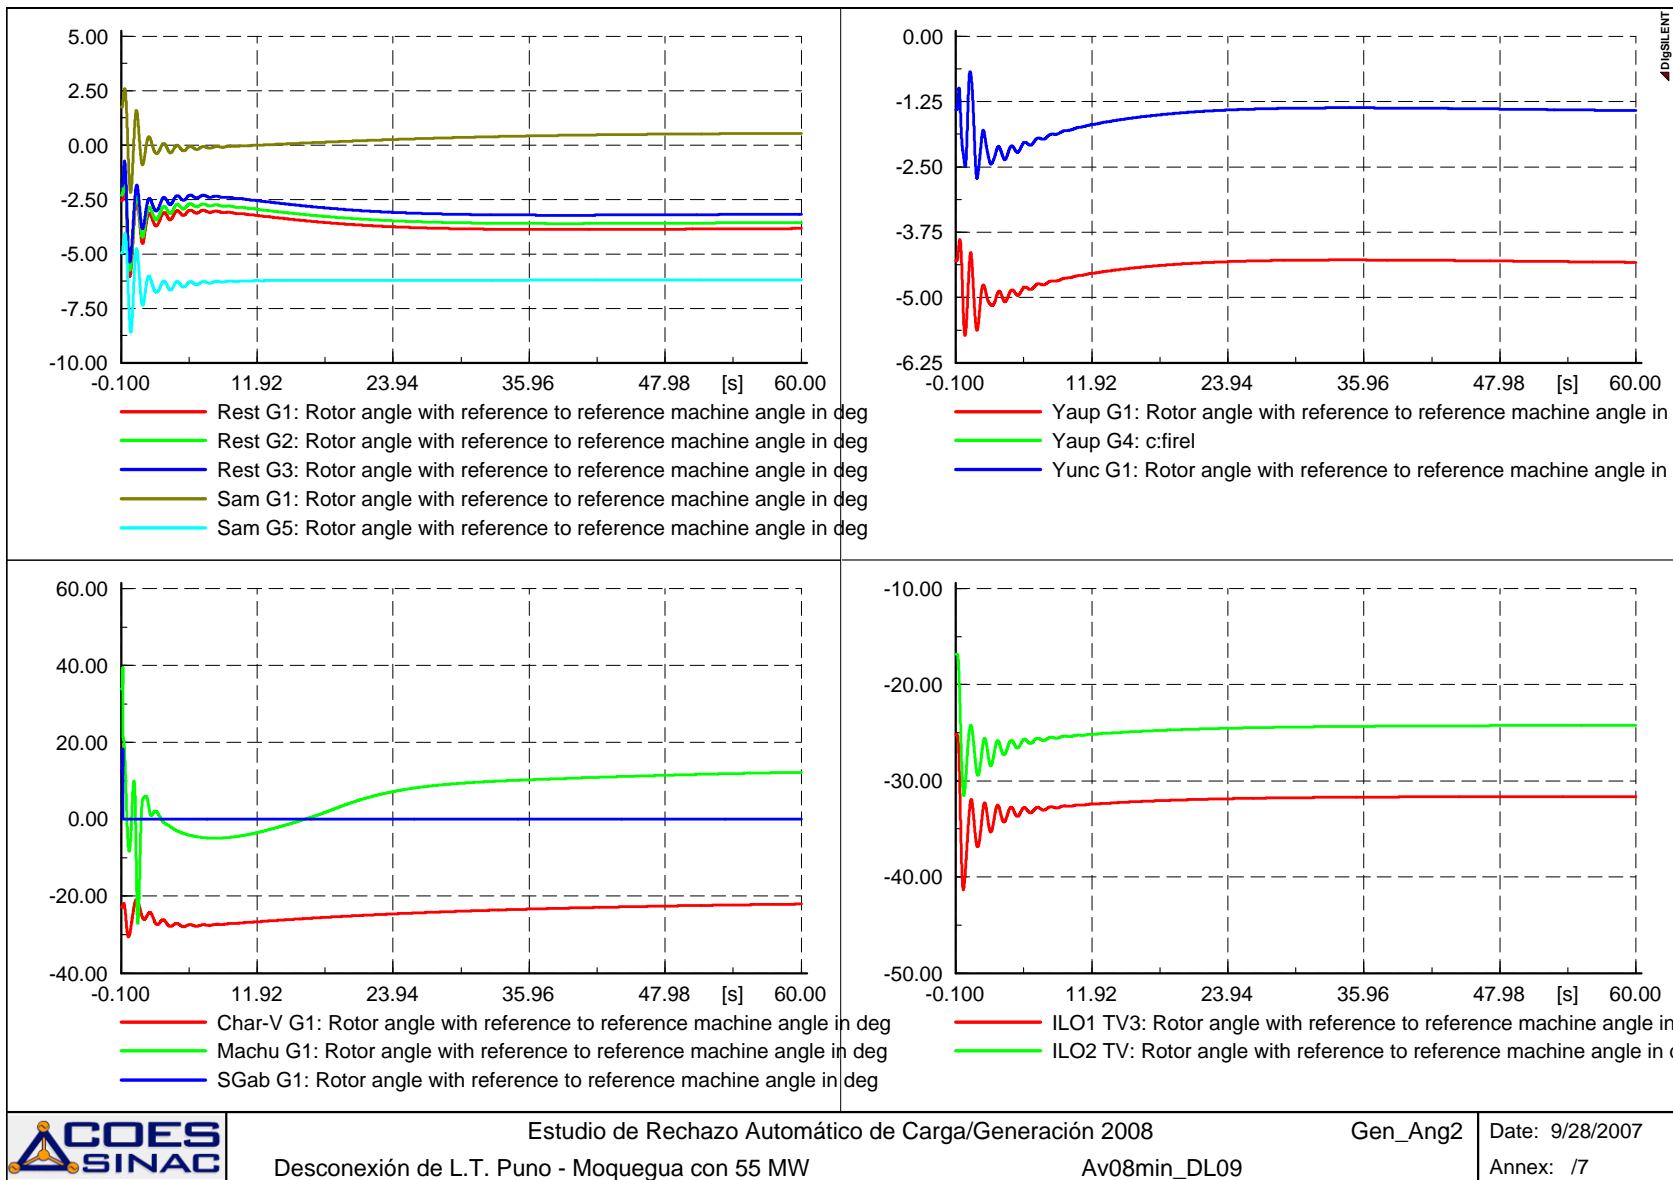 5.00
2.50
0.00
-2.50
-5.00
-7.50
-10.00
-0.100 11.92 23.94 35.96 47.98 [s] 60.00
Rest G1: Rotor angle with reference to reference machine angle in deg
Rest G2: Rotor angle with reference to reference machine angle in deg
Rest G3: Rotor angle with reference to reference machine angle in deg
Sam G1: Rotor angle with reference to reference machine angle in deg
Sam G5: Rotor angle with reference to reference machine angle in deg
DIgSILENT
0.00
-1.25
-2.50
-3.75
-5.00
-6.25
-0.100 11.92 23.94 35.96 47.98 [s] 60.00
Yaup G1: Rotor angle with reference to reference machine angle in
Yaup G4: c:firel
Yunc G1: Rotor angle with reference to reference machine angle in
60.00
40.00
20.00
0.00
-20.00
-40.00
-0.100 11.92 23.94 35.96 47.98 [s] 60.00
Char-V G1: Rotor angle with reference to reference machine angle in deg
Machu G1: Rotor angle with reference to reference machine angle in deg
SGab G1: Rotor angle with reference to reference machine angle in deg
-10.00
-20.00
-30.00
-40.00
-50.00
-0.100 11.92 23.94 35.96 47.98 [s] 60.00
ILO1 TV3: Rotor angle with reference to reference machine angle in
ILO2 TV: Rotor angle with reference to reference machine angle in
COES
SINAC
Estudio de Rechazo Automático de Carga/Generación 2008 Gen_Ang2
Desconexión de L.T. Puno - Moquegua con 55 MW Av08min_DL09
Date: 9/28/2007
Annex: /7